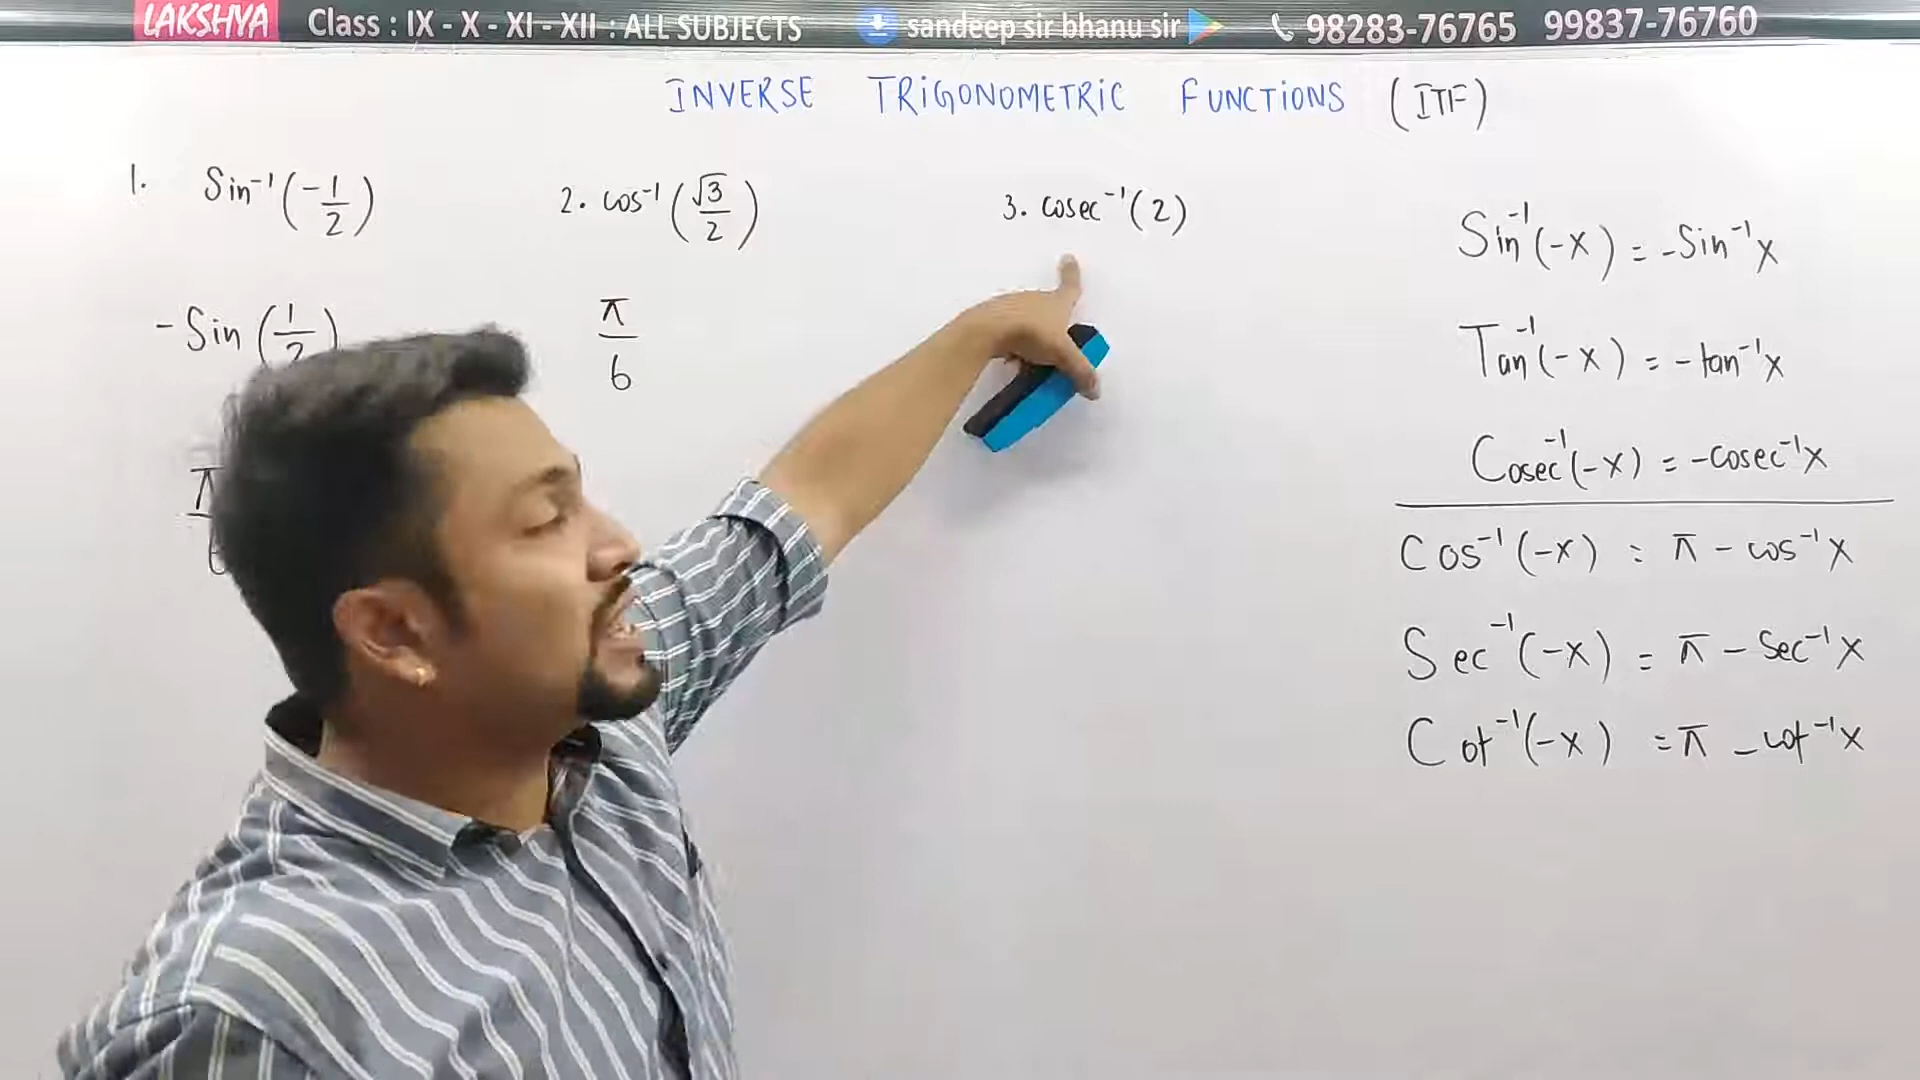 LAKSHYA Class : IX - X - XI - XII : ALL SUBJECTS sandeep sir bhanu sir 98283-76765 99837-76760
INVERSE TRIGONOMETRIC FUNCTIONS (ITF)
1. Sin⁻¹(-1/2)
-Sin(1/2)
2. cos⁻¹(√3/2)
π/6
3. cosec⁻¹(2)
Sin⁻¹(-x) = -Sin⁻¹x
Tan⁻¹(-x) = -tan⁻¹x
Cosec⁻¹(-x) = -cosec⁻¹x
Cos⁻¹(-x) = π - cos⁻¹x
Sec⁻¹(-x) = π - Sec⁻¹x
Cot⁻¹(-x) = π - cot⁻¹x